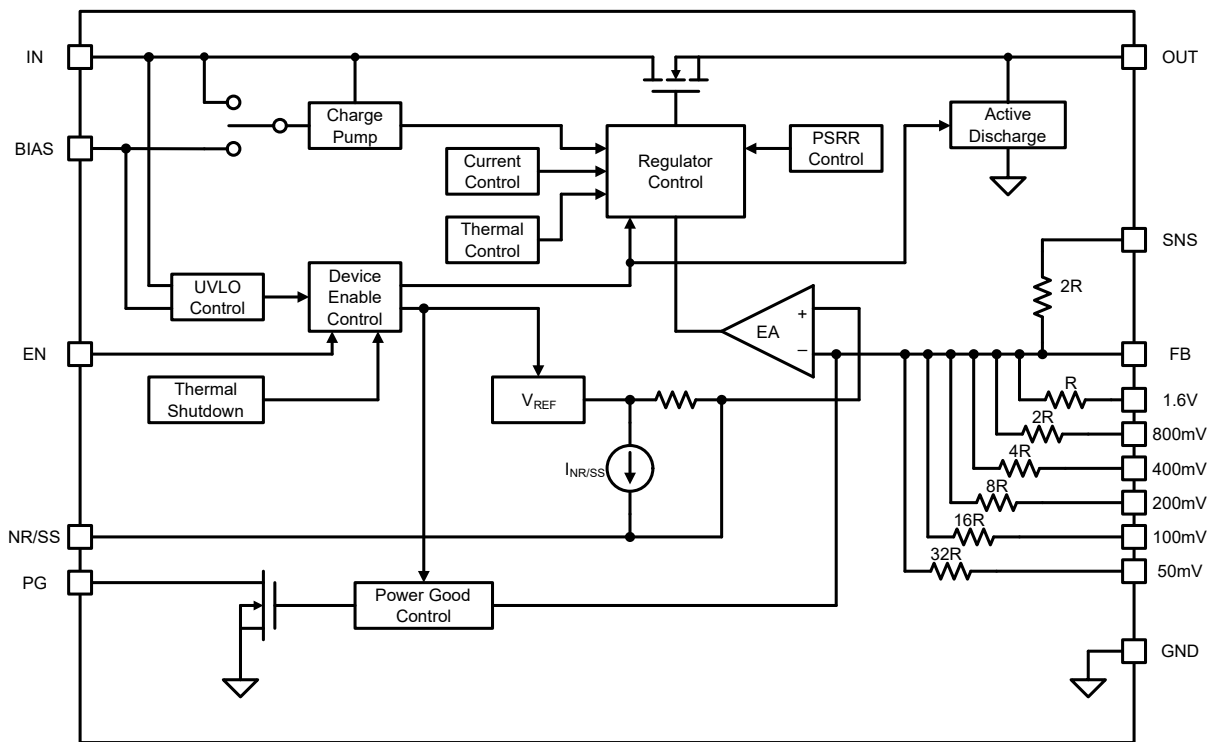 IN
OUT
Charge
Pump
Active
Discharge
BIAS
Regulator
Control
PSRR
Control
Current
Control
Thermal
Control
SNS
UVLO
Control
Device
Enable
Control
2R
EA
+
–
EN
FB
Thermal
Shutdown
VREF
R
1.6V
2R
800mV
4R
400mV
INR/SS
8R
200mV
16R
100mV
NR/SS
32R
50mV
PG
Power Good
Control
GND